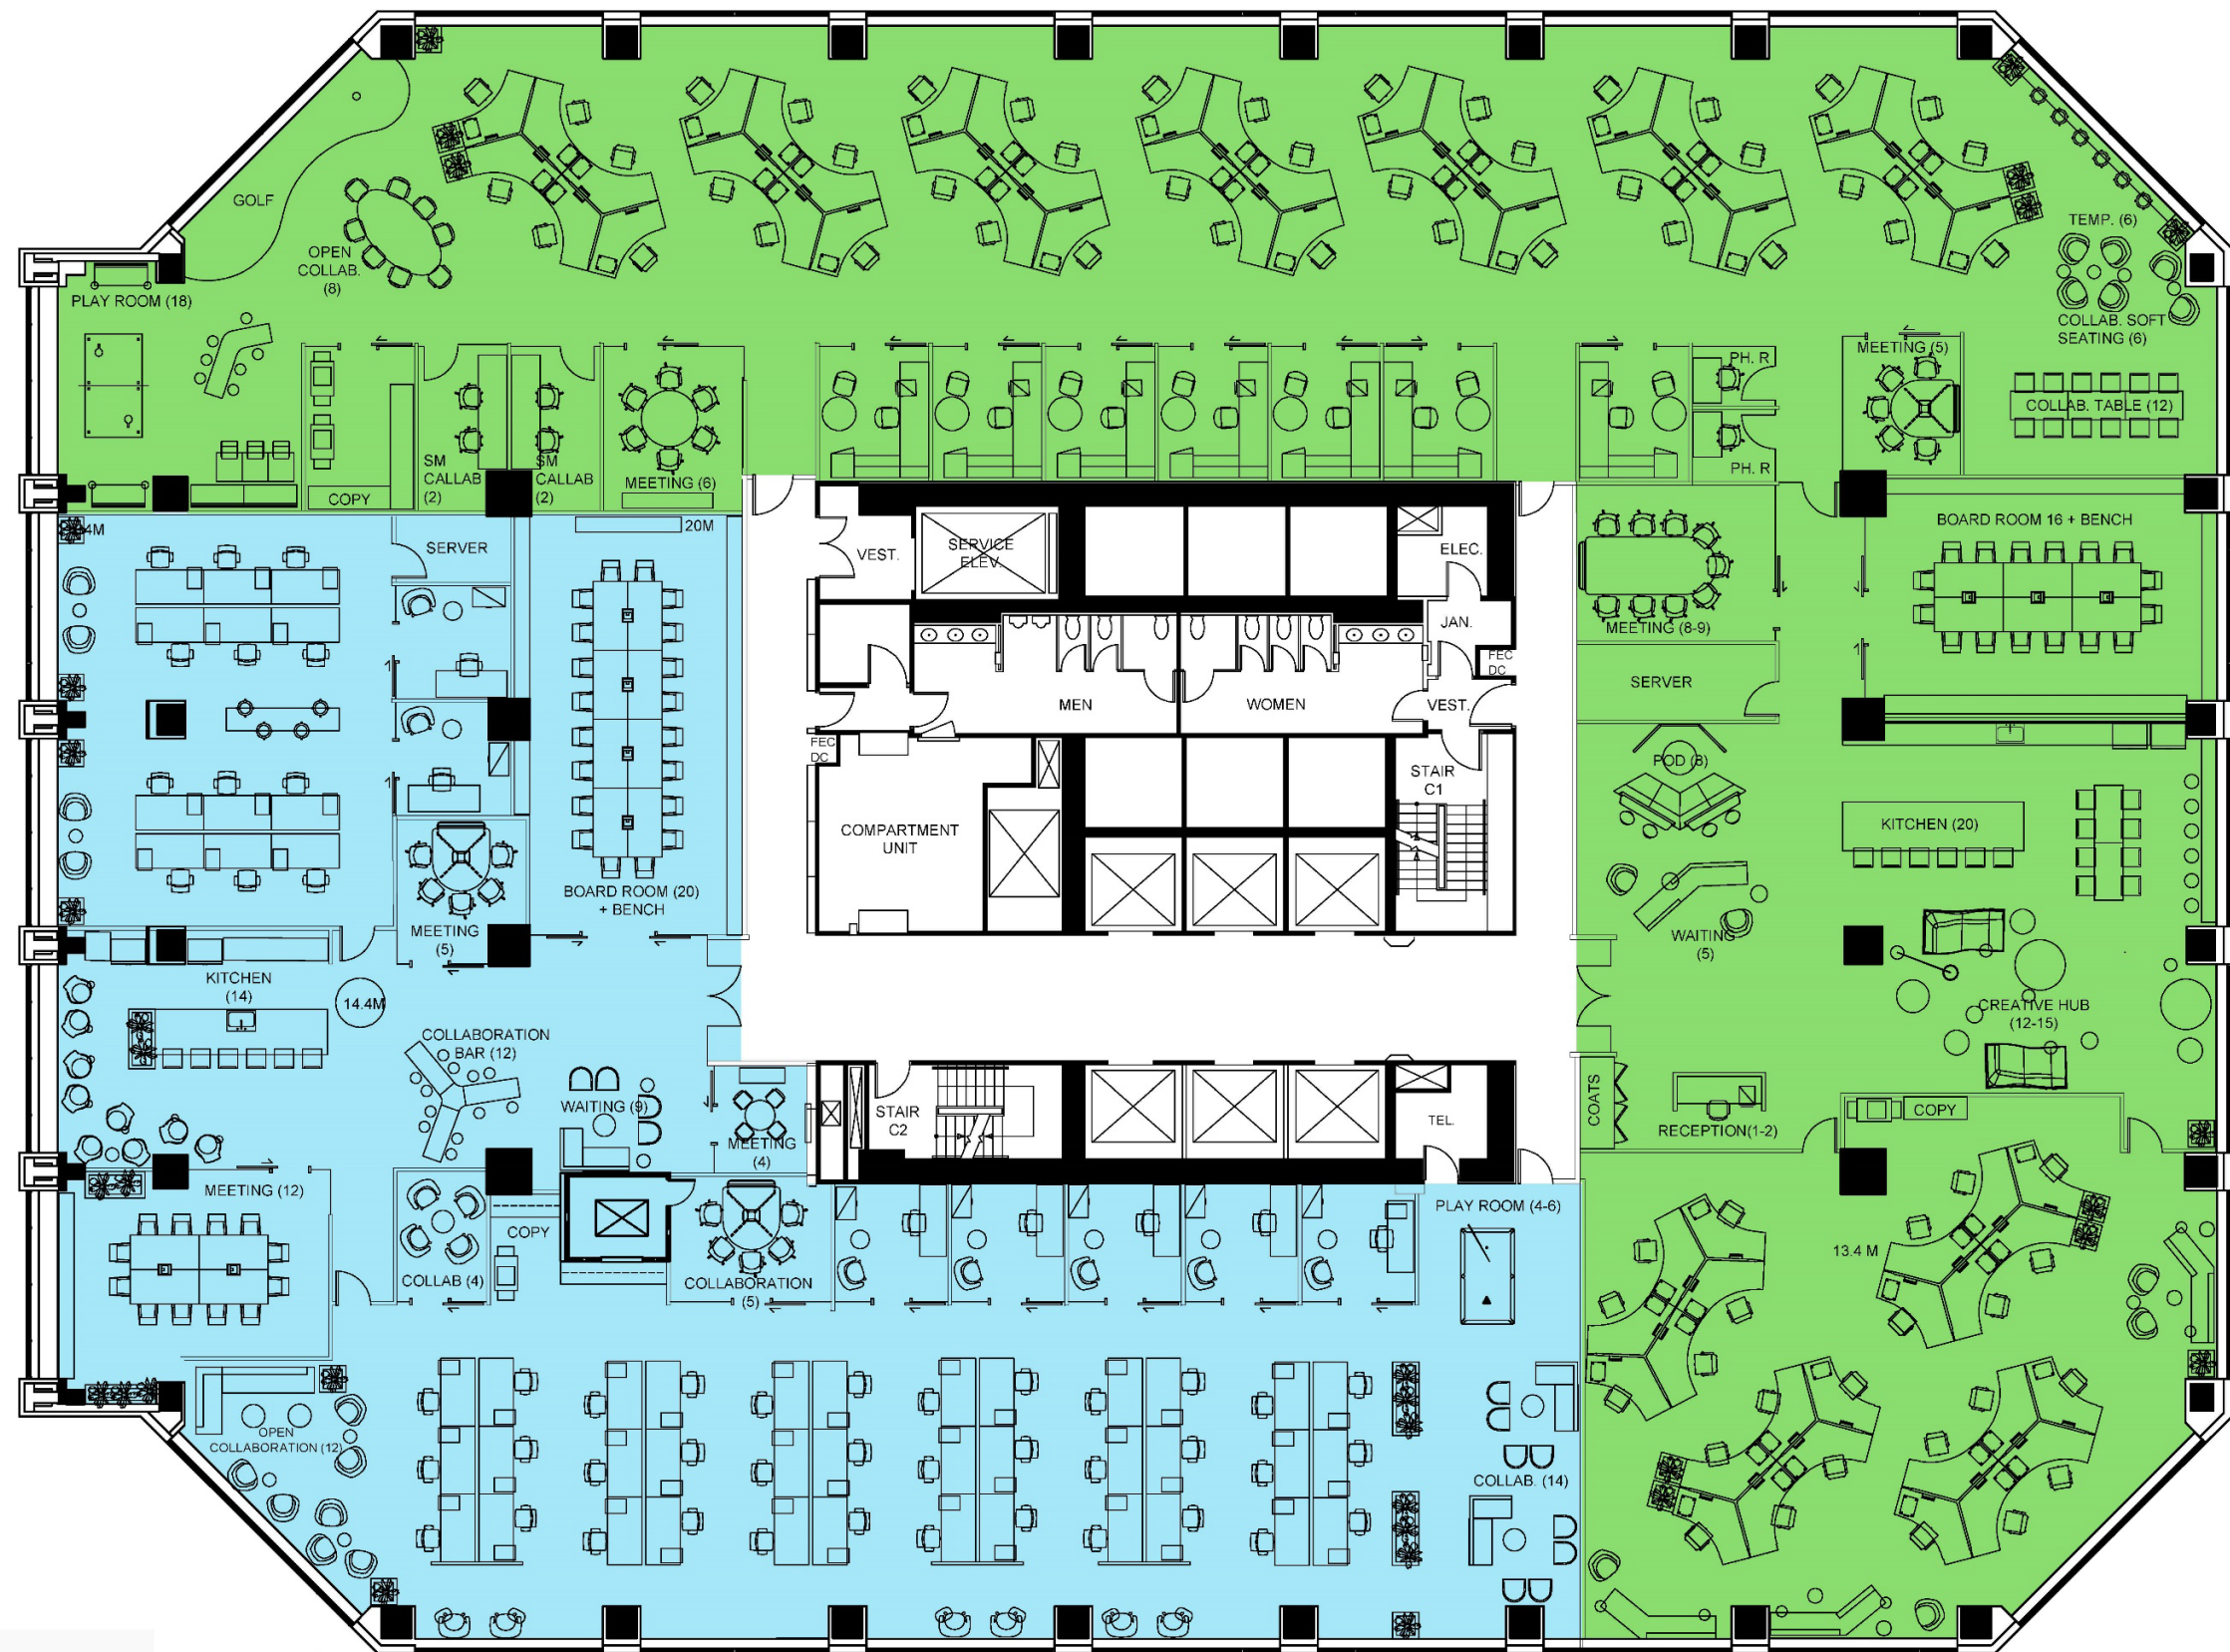 GOLF
OPEN
COLLAB.
(8)
PLAY ROOM (18)
TEMP. (6)
COLLAB. SOFT
SEATING (6)
MEETING (5)
COLLAB. TABLE (12)
PH. R
PH. R
SM
CALLAB
(2)
SM
CALLAB
(2)
MEETING (6)
COPY
20M
SERVER
VEST.
SERVICE
ELEV.
ELEC.
BOARD ROOM 16 + BENCH
JAN.
FEC
DC
MEETING (8-9)
SERVER
MEN
WOMEN
VEST.
FEC
DC
STAIR
C1
POD (8)
COMPARTMENT
UNIT
KITCHEN (20)
BOARD ROOM (20)
+ BENCH
MEETING
(5)
WAITING
(5)
KITCHEN
(14)
14.4M
CREATIVE HUB
(12-15)
COLLABORATION
BAR (12)
WAITING (9)
MEETING
(4)
STAIR
C2
TEL.
COATS
RECEPTION(1-2)
COPY
MEETING (12)
COPY
COLLAB (4)
COLLABORATION
(5)
PLAY ROOM (4-6)
13.4 M
OPEN
COLLABORATION (12)
COLLAB. (14)